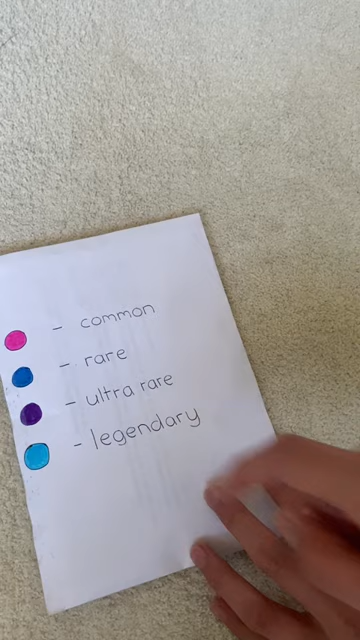 - common
- rare
- ultra rare
- legendary